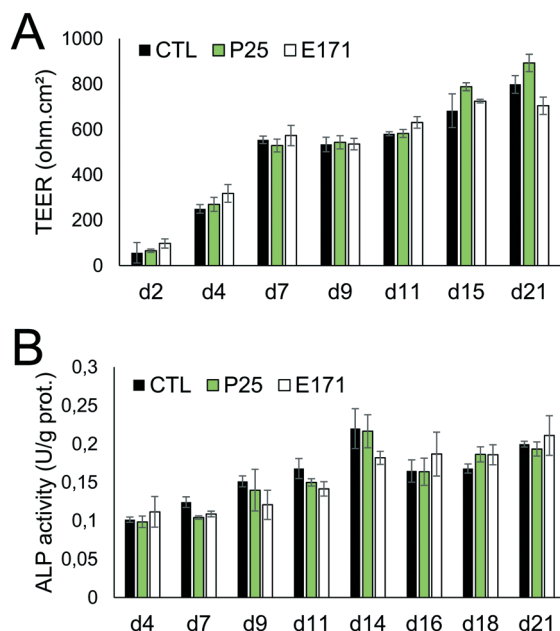 A
1000
CTL P25 E171
800
600
400
200
0
TEER (ohm.cm²)
d2 d4 d7 d9 d11 d15 d21
B
0,3
CTL P25 E171
0,25
0,2
0,15
0,1
0,05
0
ALP activity (U/g prot.)
d4 d7 d9 d11 d14 d16 d18 d21